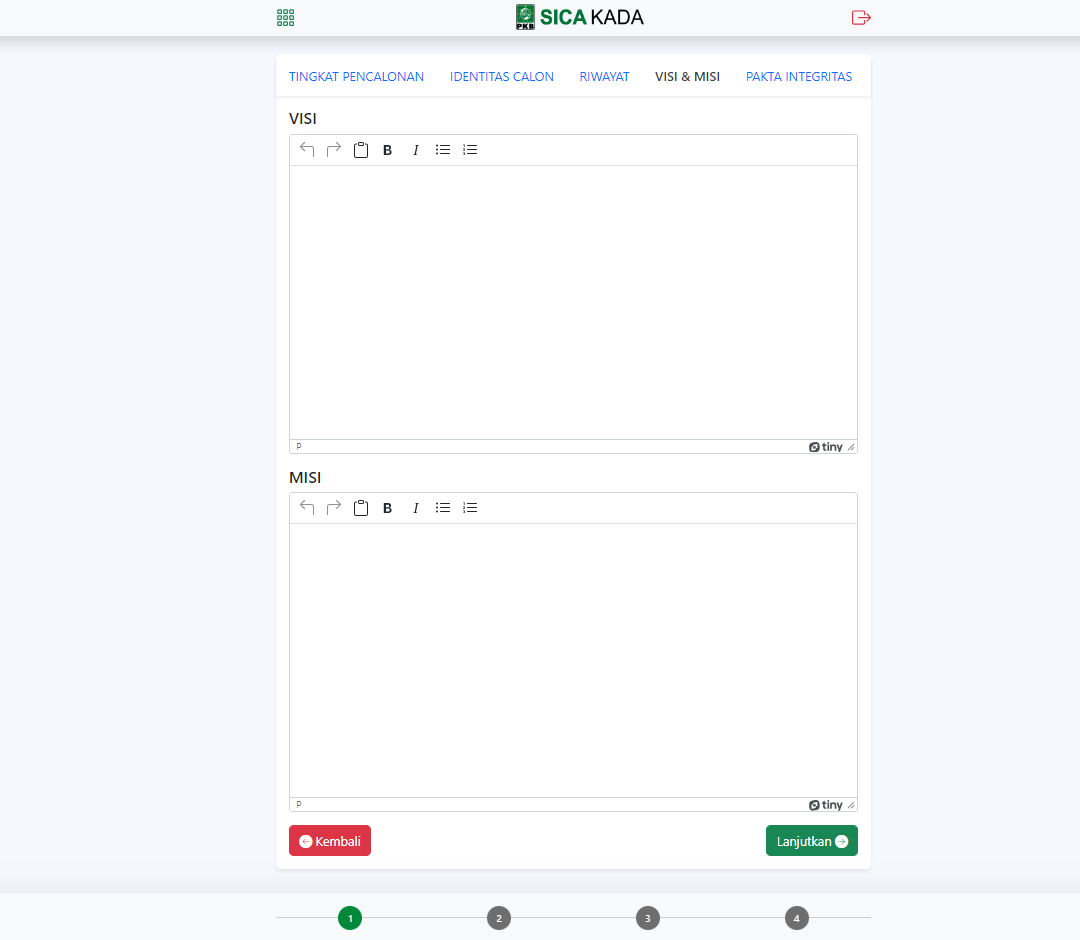 PKB SICA KADA
TINGKAT PENCALONAN IDENTITAS CALON RIWAYAT VISI & MISI PAKTA INTEGRITAS
VISI
B I
P tiny
MISI
B I
P tiny
Kembali Lanjutkan
1 2 3 4